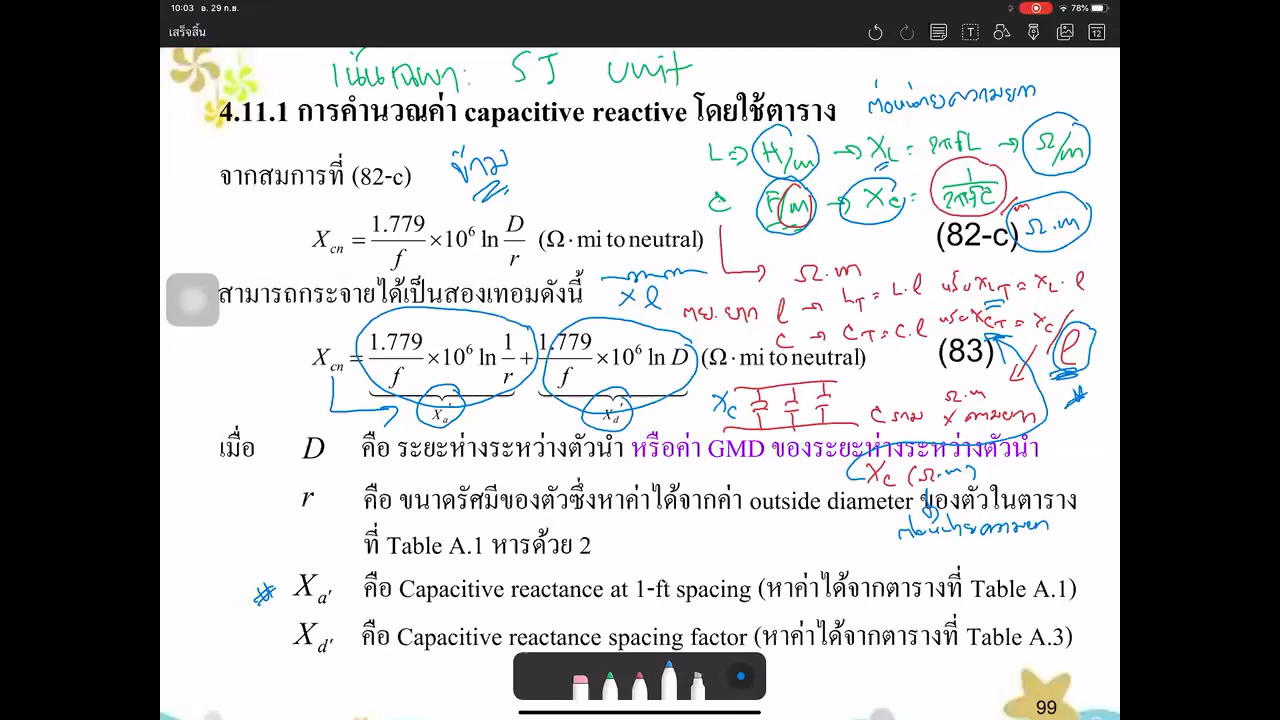 10:03 อ. 29 ก.ย.
78%
เสร็จสิ้น
เน้นเฉพาะ SI Unit
4.11.1 การคำนวณค่า capacitive reactive โดยใช้ตาราง
ต่อหน่วยความยาว
L => H/m → X_L = 2πfL → Ω/m
จากสมการที่ (82-c) ข้าม
C F/m → X_C = 1/2πfC Ω.m
X_cn = 1.779/f ×10^6 ln D/r (Ω·mi to neutral) (82-c)
Ω.m
สามารถกระจายได้เป็นสองเทอมดังนี้ × l
l → L_T = L.l X_LT = X_L . l
C → C_T = C.l X_CT = X_C/l
X_cn = 1.779/f ×10^6 ln 1/r + 1.779/f ×10^6 ln D (Ω·mi to neutral) (83)
X_a' X_d'
X_C
C รวม Ω.m × ความยาว
เมื่อ D คือ ระยะห่างระหว่างตัวนำ หรือค่า GMD ของระยะห่างระหว่างตัวนำ
X_C (Ω.m)
r คือ ขนาดรัศมีของตัวซึ่งหาค่าได้จากค่า outside diameter ของตัวในตาราง
ต่อหน่วยความยาว
ที่ Table A.1 หารด้วย 2
X_a' คือ Capacitive reactance at 1-ft spacing (หาค่าได้จากตารางที่ Table A.1)
X_d' คือ Capacitive reactance spacing factor (หาค่าได้จากตารางที่ Table A.3)
99